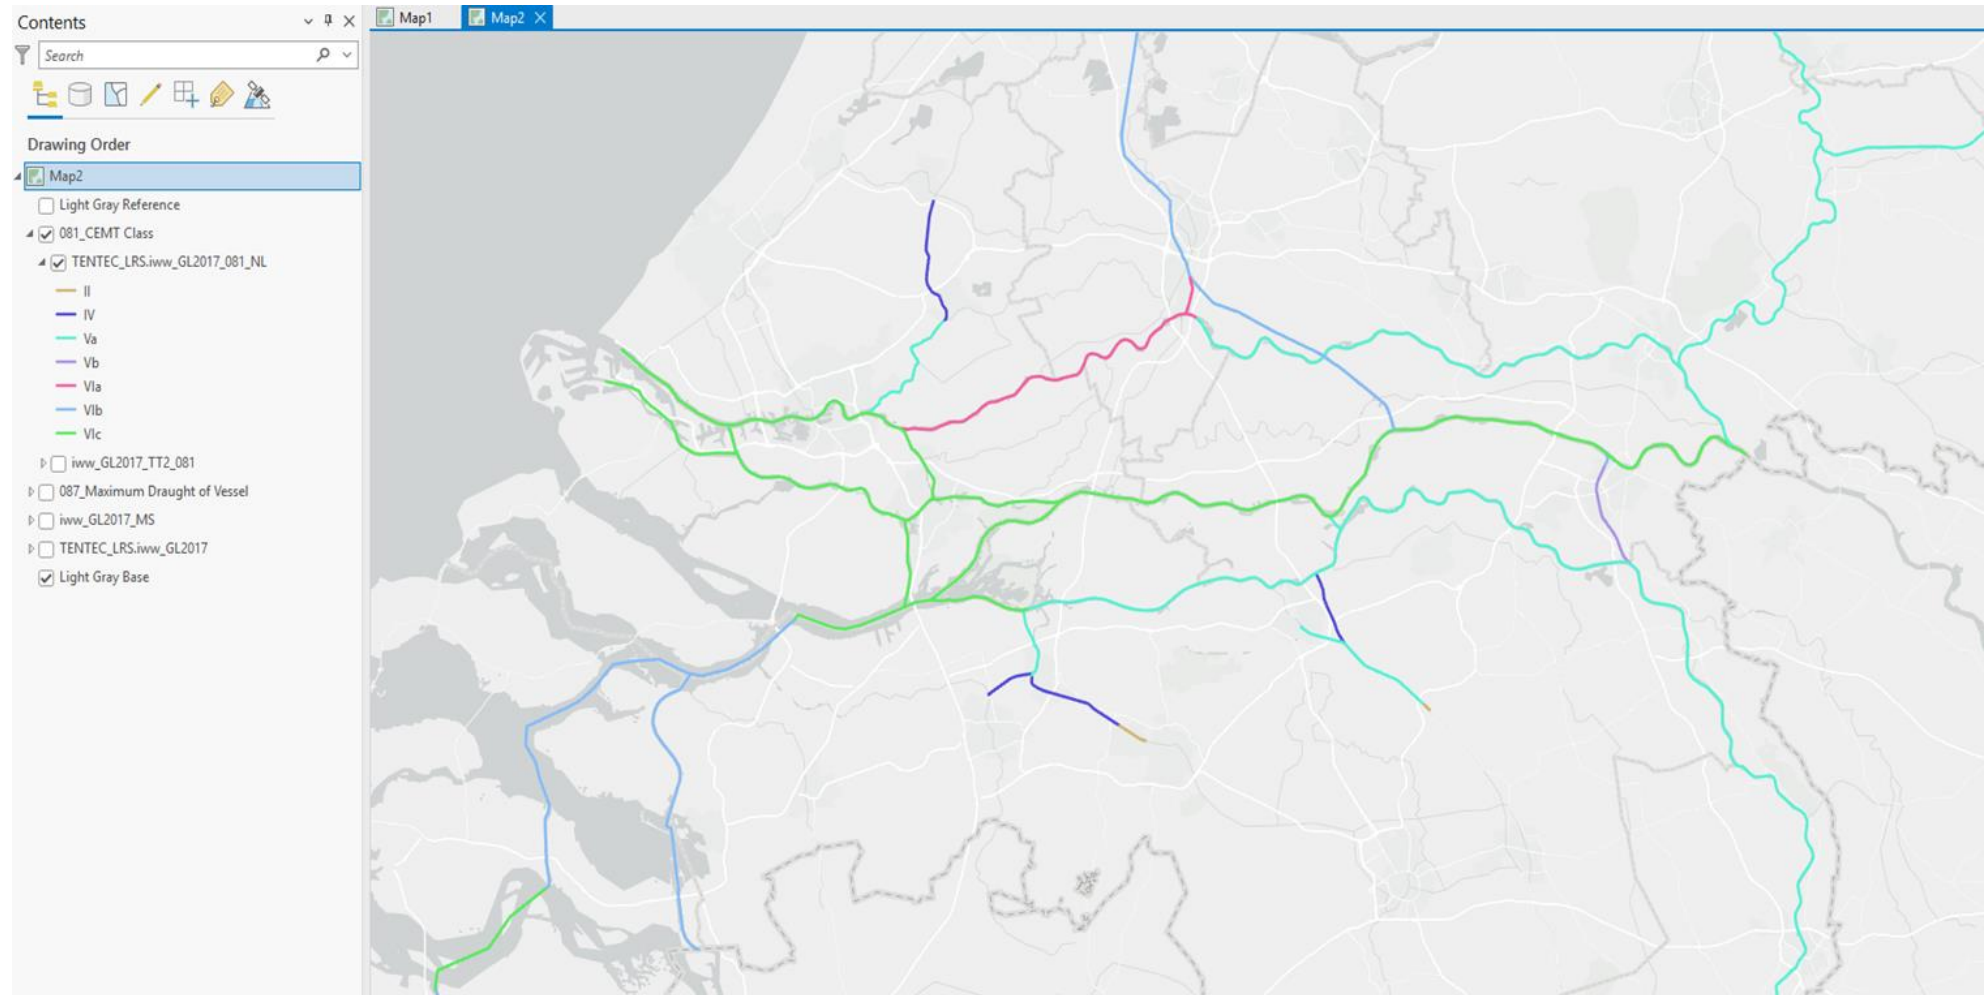 Contents
Search
Drawing Order
Map2
Light Gray Reference
081_CEMT Class
TENTEC_LRS.iww_GL2017_081_NL
II
IV
Va
Vb
VIa
VIb
VIc
iww_GL2017_TT2_081
087_Maximum Draught of Vessel
iww_GL2017_MS
TENTEC_LRS.iww_GL2017
Light Gray Base
Map1
Map2